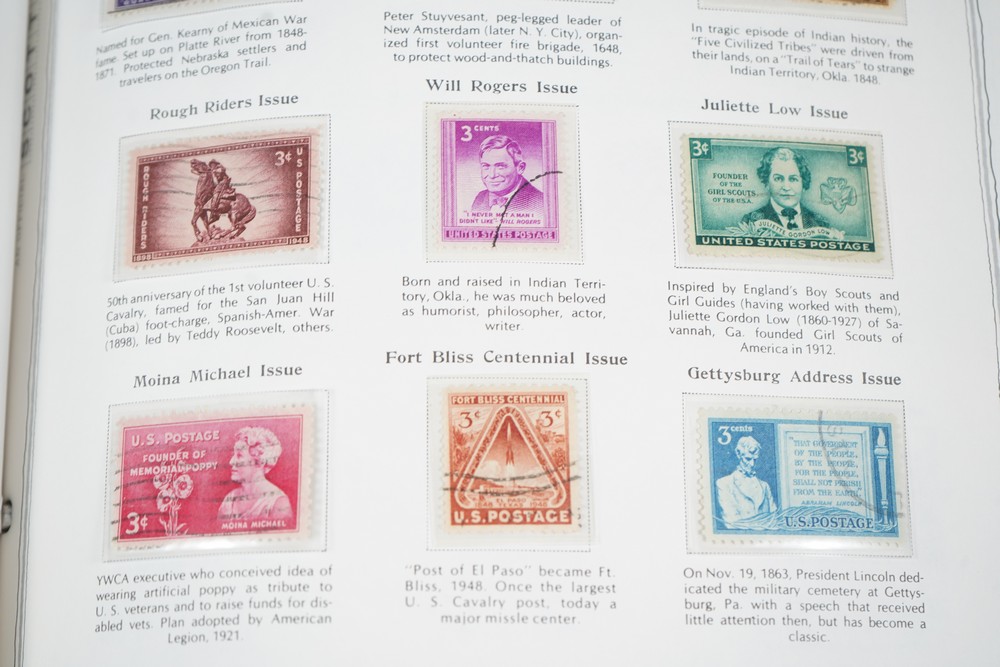 Named for Gen. Kearny of Mexican War
fame. Set up on Platte River from 1848-
1871. Protected Nebraska settlers and
travelers on the Oregon Trail.
Peter Stuyvesant, peg-legged leader of
New Amsterdam (later N. Y. City), organ-
ized first volunteer fire brigade, 1648,
to protect wood-and-thatch buildings.
In tragic episode of Indian history, the
"Five Civilized Tribes" were driven from
their lands, on a "Trail of Tears" to strange
Indian Territory, Okla. 1848.
Rough Riders Issue
3¢
U S POSTAGE
ROUGH RIDERS
1898
1948
50th anniversary of the 1st volunteer U. S.
Cavalry, famed for the San Juan Hill
(Cuba) foot-charge, Spanish-Amer. War
(1898), led by Teddy Roosevelt, others.
Will Rogers Issue
3 CENTS
"I NEVER MET A MAN I
DIDN'T LIKE" WILL ROGERS
UNITED STATES POSTAGE
Born and raised in Indian Terri-
tory, Okla., he was much beloved
as humorist, philosopher, actor,
writer.
Juliette Low Issue
3¢
3¢
FOUNDER
OF THE
GIRL SCOUTS
OF THE U.S.A.
JULIETTE GORDON LOW
UNITED STATES POSTAGE
Inspired by England's Boy Scouts and
Girl Guides (having worked with them),
Juliette Gordon Low (1860-1927) of Sa-
vannah, Ga. founded Girl Scouts of
America in 1912.
Moina Michael Issue
U.S. POSTAGE
FOUNDER OF
MEMORIAL POPPY
3¢
MOINA MICHAEL
YWCA executive who conceived idea of
wearing artificial poppy as tribute to
U. S. veterans and to raise funds for dis-
abled vets. Plan adopted by American
Legion, 1921.
Fort Bliss Centennial Issue
FORT BLISS CENTENNIAL
3¢
3¢
1848 TEXAS 1948
U.S. POSTAGE
"Post of El Paso" became Ft.
Bliss, 1948. Once the largest
U. S. Cavalry post, today a
major missle center.
Gettysburg Address Issue
3 cents
"THAT GOVERNMENT
OF THE PEOPLE,
BY THE PEOPLE,
FOR THE PEOPLE,
SHALL NOT PERISH
FROM THE EARTH."
ABRAHAM LINCOLN
U.S. POSTAGE
On Nov. 19, 1863, President Lincoln ded-
icated the military cemetery at Gettys-
burg, Pa. with a speech that received
little attention then, but has become a
classic.